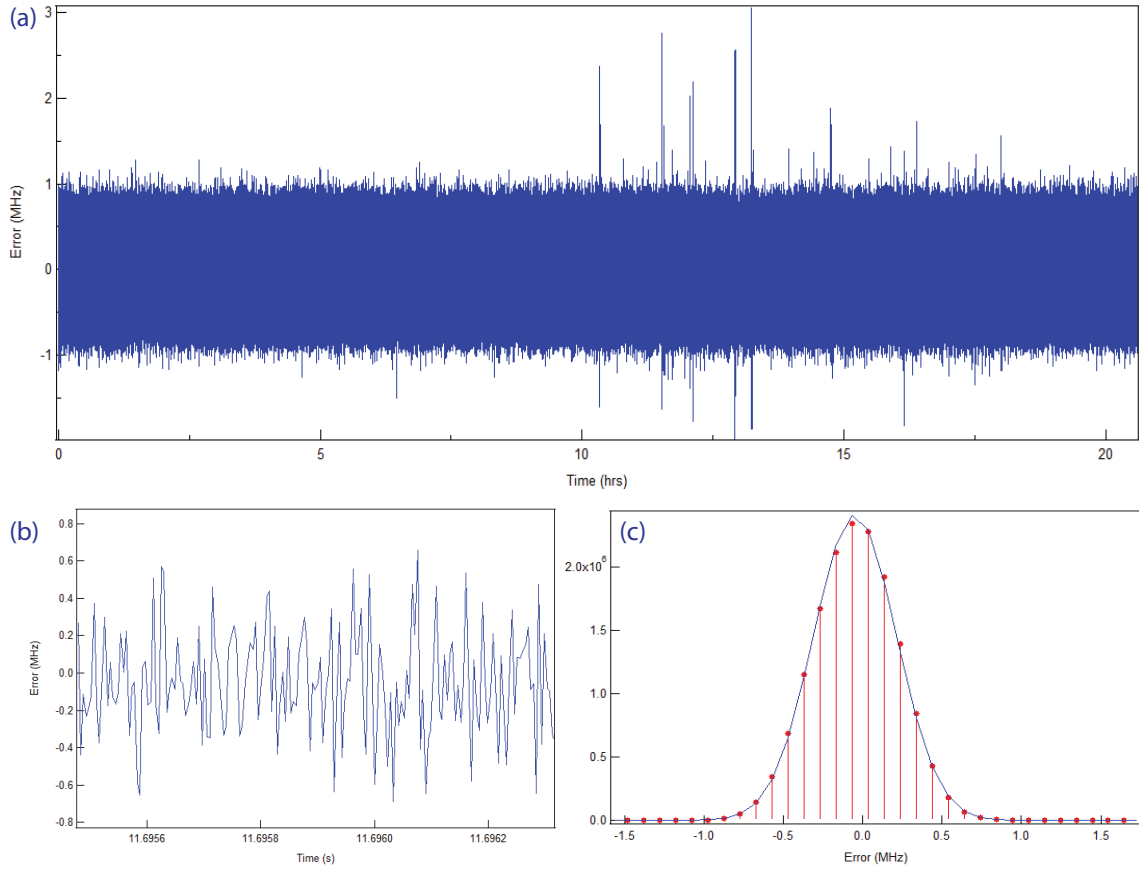 (a)
3
2
1
0
-1
Error (MHz)
0 5 10 15 20
Time (hrs)
(b)
0.8
0.6
0.4
0.2
0.0
-0.2
-0.4
-0.6
-0.8
Error (MHz)
11.6956 11.6958 11.6960 11.6962
Time (s)
(c)
2.0x10⁶
1.5
1.0
0.5
0.0
-1.5 -1.0 -0.5 0.0 0.5 1.0 1.5
Error (MHz)